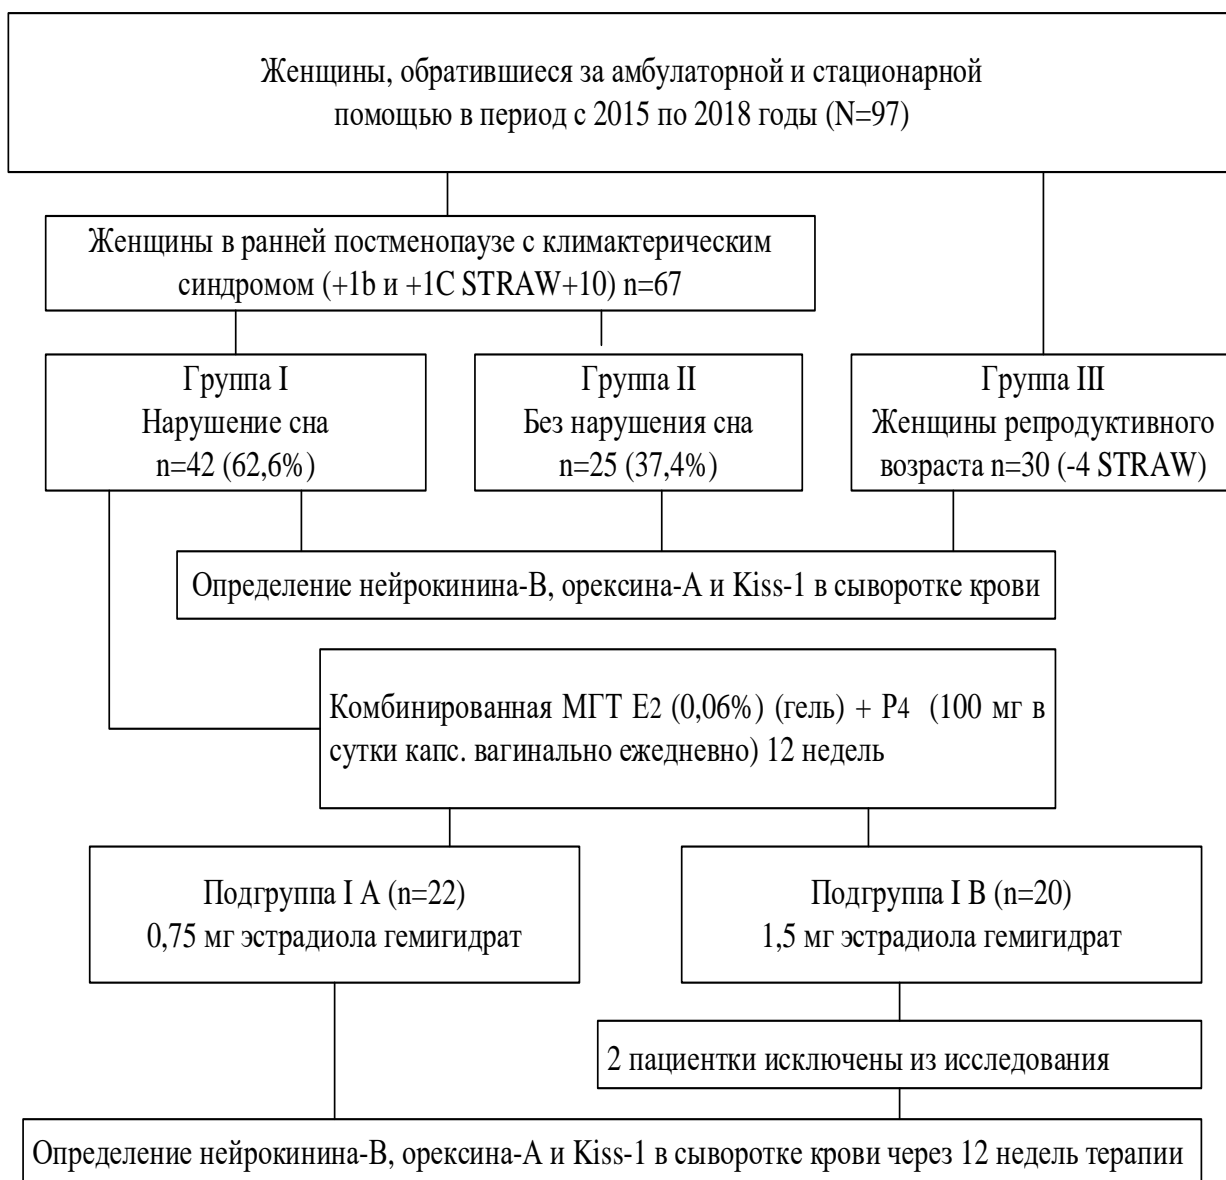 Женщины, обратившиеся за амбулаторной и стационарной
помощью в период с 2015 по 2018 годы (N=97)
Женщины в ранней постменопаузе с климактерическим
синдромом (+1b и +1C STRAW+10) n=67
Группа I
Нарушение сна
n=42 (62,6%)
Группа II
Без нарушения сна
n=25 (37,4%)
Группа III
Женщины репродуктивного
возраста n=30 (-4 STRAW)
Определение нейрокинина-В, орексина-А и Kiss-1 в сыворотке крови
Комбинированная МГТ E2 (0,06%) (гель) + P4 (100 мг в
сутки капс. вагинально ежедневно) 12 недель
Подгруппа I А (n=22)
0,75 мг эстрадиола гемигидрат
Подгруппа I В (n=20)
1,5 мг эстрадиола гемигидрат
2 пациентки исключены из исследования
Определение нейрокинина-В, орексина-А и Kiss-1 в сыворотке крови через 12 недель терапии